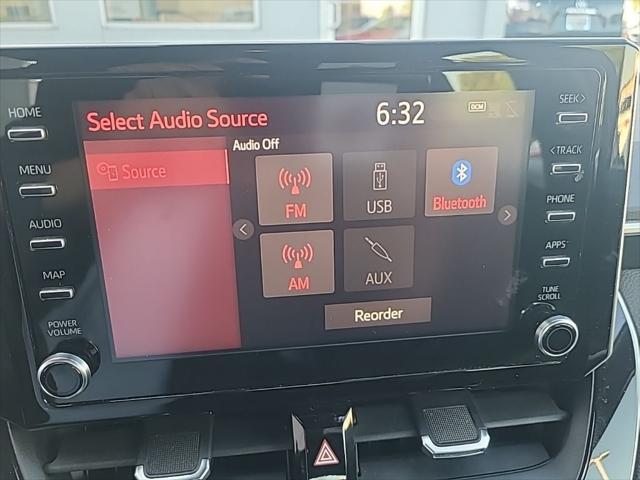 HOME
MENU
AUDIO
MAP
POWER
VOLUME
Select Audio Source
6:32
DCM
Source
Audio Off
FM
USB
Bluetooth
AM
AUX
Reorder
SEEK>
<TRACK
PHONE
APPS
TUNE
SCROLL